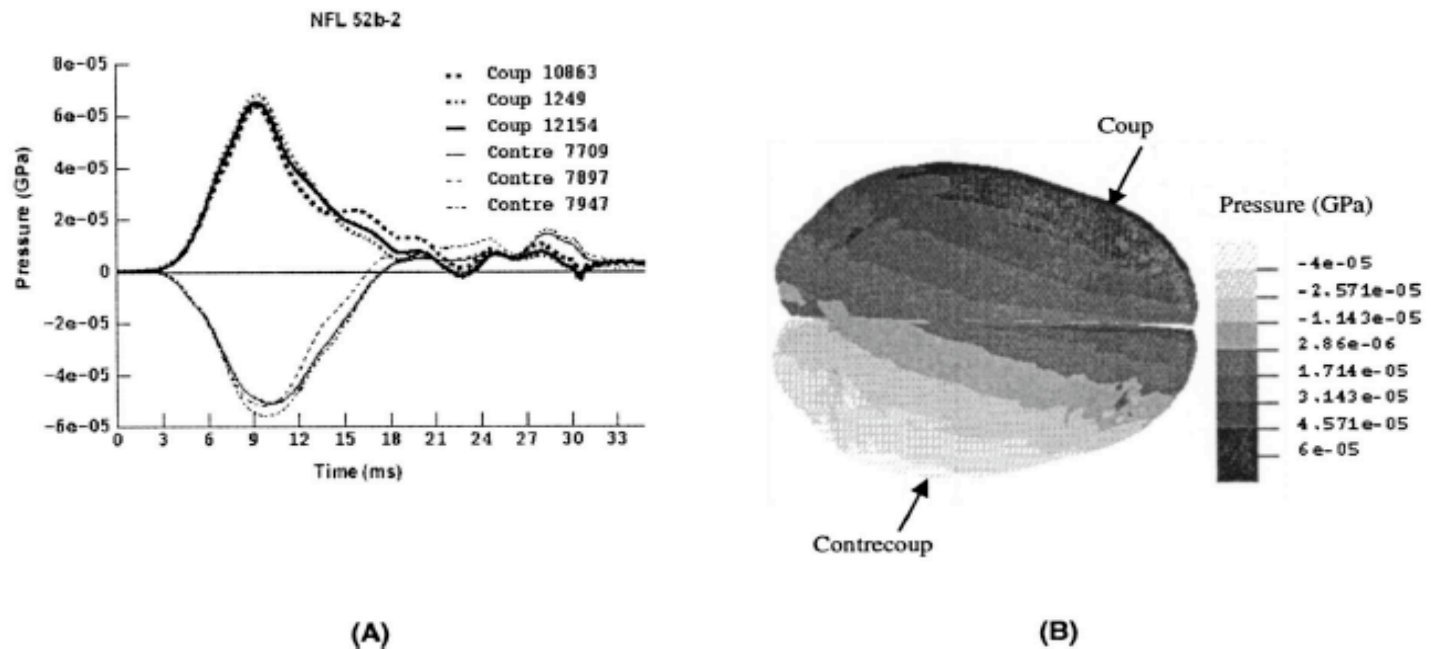 NFL 52b-2
8e-05
6e-05
4e-05
2e-05
0
-2e-05
-4e-05
-6e-05
Pressure (GPa)
0 3 6 9 12 15 18 21 24 27 30 33
Time (ms)
Coup 10863
Coup 1249
Coup 12154
Contre 7709
Contre 7897
Contre 7947
(A)
Coup
Contrecoup
Pressure (GPa)
-4e-05
-2.571e-05
-1.143e-05
2.86e-06
1.714e-05
3.143e-05
4.571e-05
6e-05
(B)